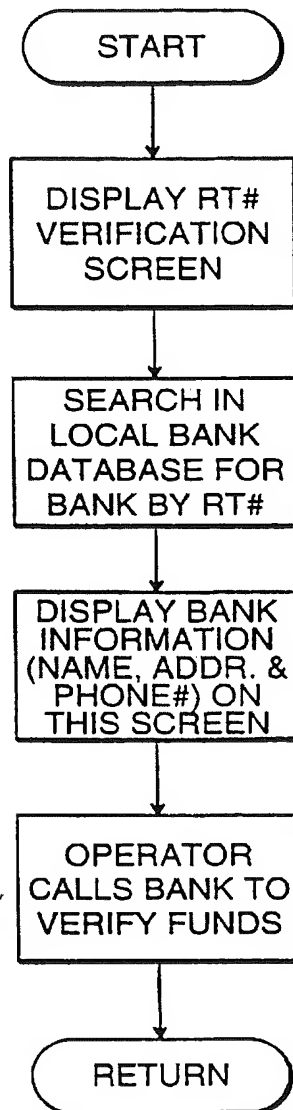 START
DISPLAY RT#
VERIFICATION
SCREEN
SEARCH IN
LOCAL BANK
DATABASE FOR
BANK BY RT#
DISPLAY BANK
INFORMATION
(NAME, ADDR. &
PHONE#) ON
THIS SCREEN
OPERATOR
CALLS BANK TO
VERIFY FUNDS
RETURN